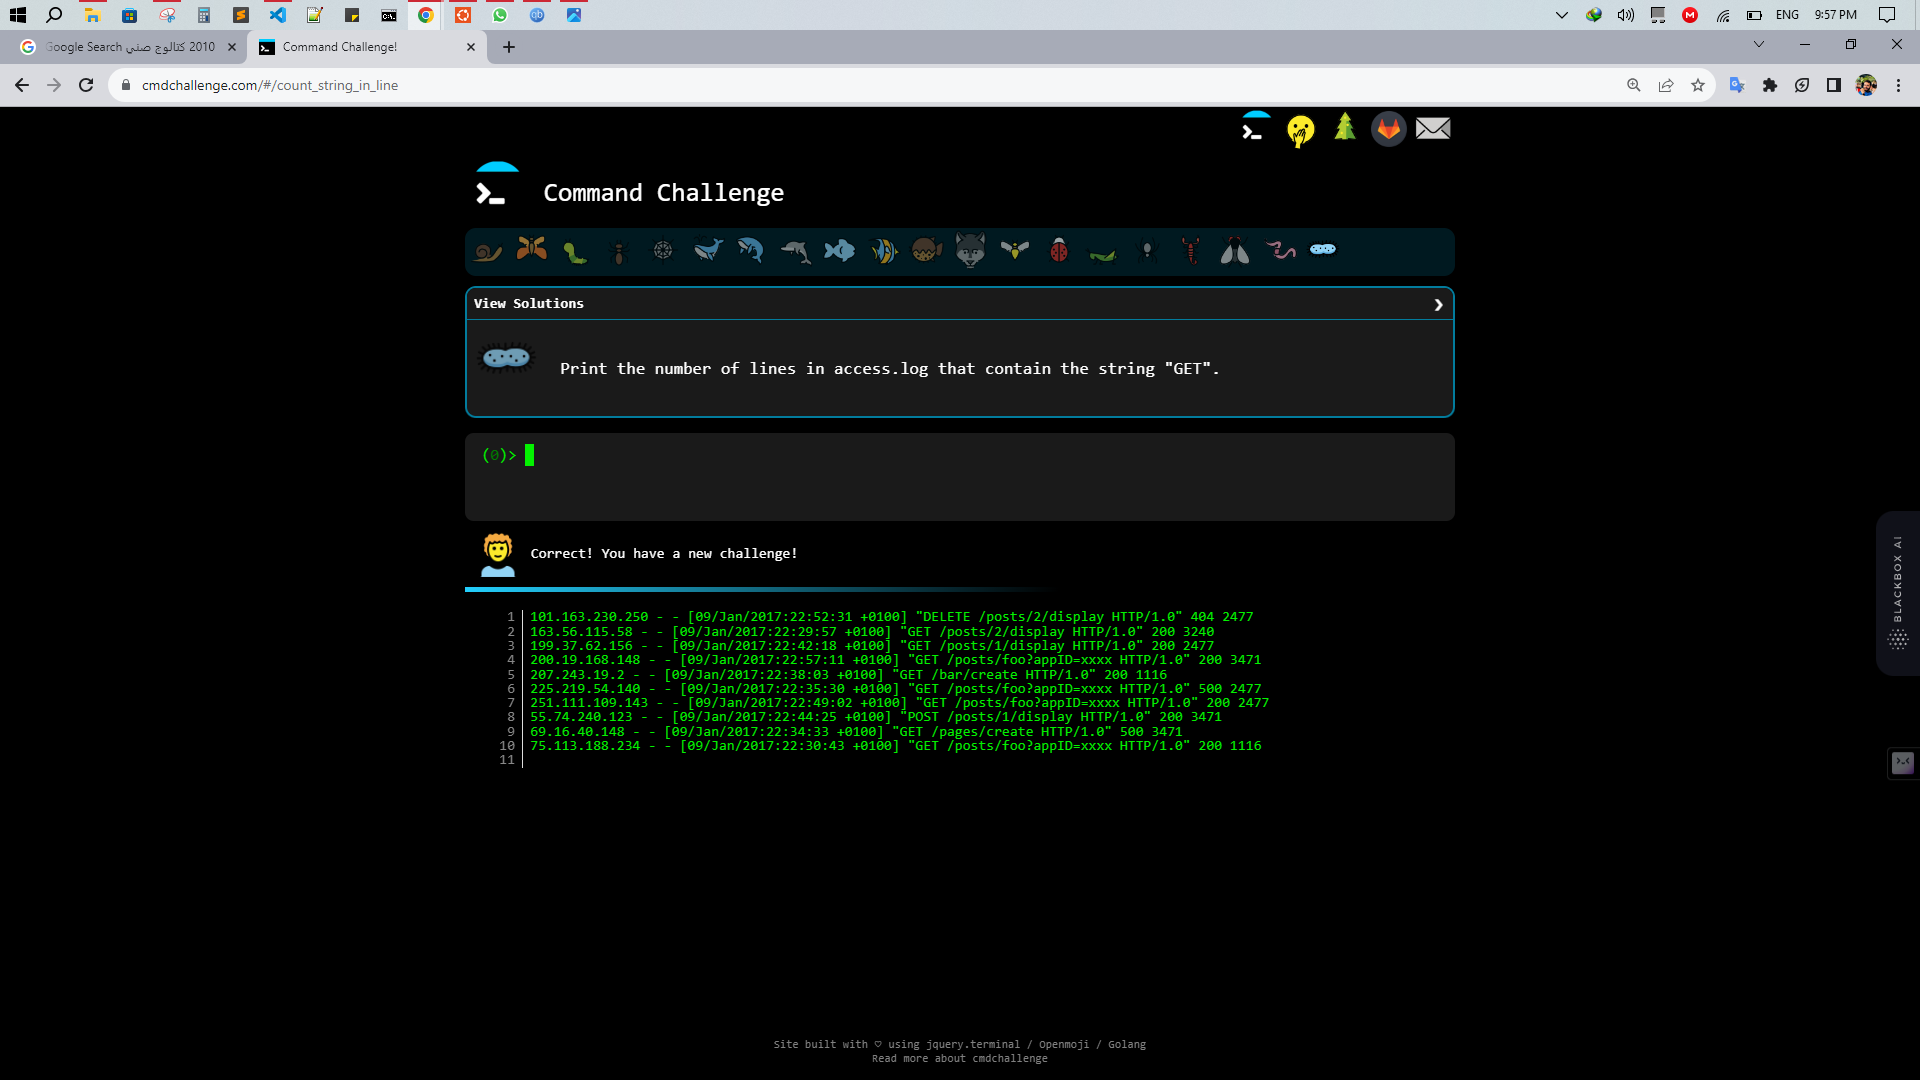 ENG 9:57 PM
Google Search كتالوج صني 2010
Command Challenge!
cmdchallenge.com/#/count_string_in_line
Command Challenge
View Solutions
Print the number of lines in access.log that contain the string "GET".
(0)>
Correct! You have a new challenge!
1 101.163.230.250 - - [09/Jan/2017:22:52:31 +0100] "DELETE /posts/2/display HTTP/1.0" 404 2477
2 163.56.115.58 - - [09/Jan/2017:22:29:57 +0100] "GET /posts/2/display HTTP/1.0" 200 3240
3 199.37.62.156 - - [09/Jan/2017:22:42:18 +0100] "GET /posts/1/display HTTP/1.0" 200 2477
4 200.19.168.148 - - [09/Jan/2017:22:57:11 +0100] "GET /posts/foo?appID=xxxx HTTP/1.0" 200 3471
5 207.243.19.2 - - [09/Jan/2017:22:38:03 +0100] "GET /bar/create HTTP/1.0" 200 1116
6 225.219.54.140 - - [09/Jan/2017:22:35:30 +0100] "GET /posts/foo?appID=xxxx HTTP/1.0" 500 2477
7 251.111.109.143 - - [09/Jan/2017:22:49:02 +0100] "GET /posts/foo?appID=xxxx HTTP/1.0" 200 2477
8 55.74.240.123 - - [09/Jan/2017:22:44:25 +0100] "POST /posts/1/display HTTP/1.0" 200 3471
9 69.16.40.148 - - [09/Jan/2017:22:34:33 +0100] "GET /pages/create HTTP/1.0" 500 3471
10 75.113.188.234 - - [09/Jan/2017:22:30:43 +0100] "GET /posts/foo?appID=xxxx HTTP/1.0" 200 1116
11
BLACKBOX AI
Site built with ♡ using jquery.terminal / Openmoji / Golang
Read more about cmdchallenge